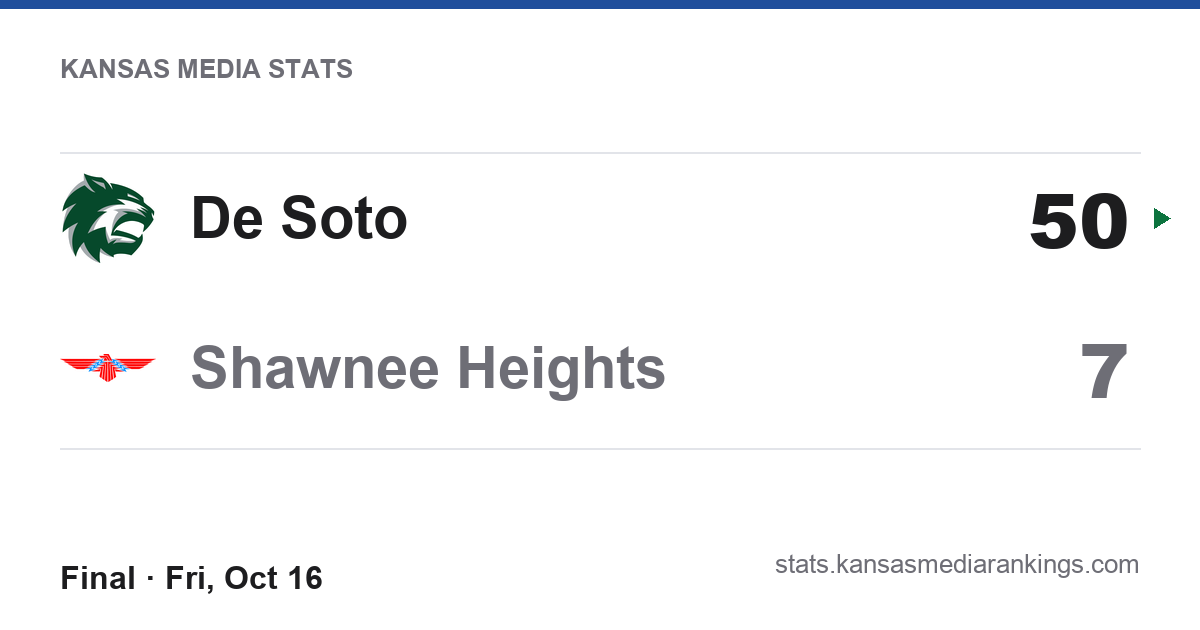 KANSAS MEDIA STATS
De Soto 50
Shawnee Heights 7
Final · Fri, Oct 16
stats.kansasmediarankings.com